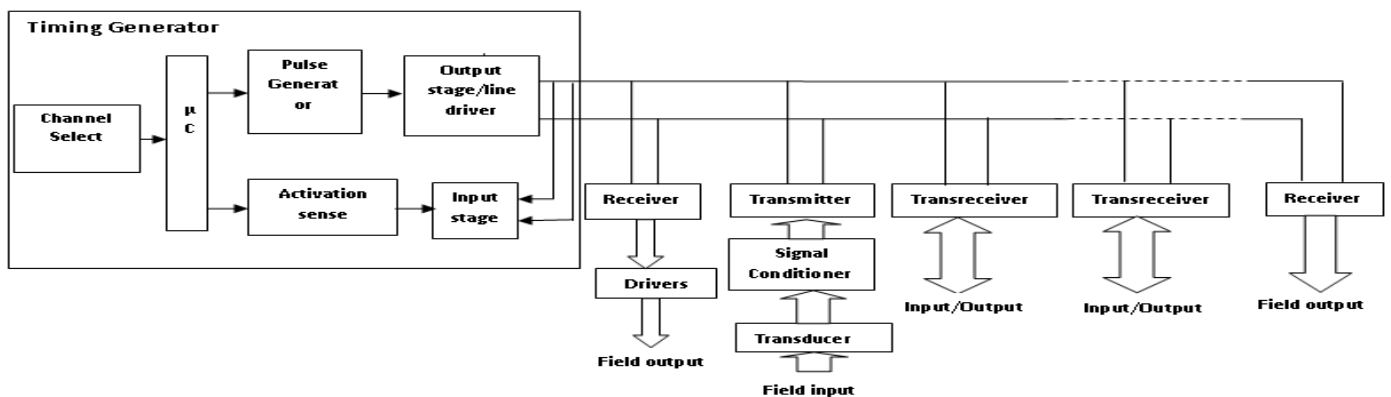 Timing Generator
Channel
Select
μ
C
Pulse
Generat
or
Output
stage/line
driver
Activation
sense
Input
stage
Receiver
Drivers
Field output
Transmitter
Signal
Conditioner
Transducer
Field input
Transreceiver
Input/Output
Transreceiver
Input/Output
Receiver
Field output